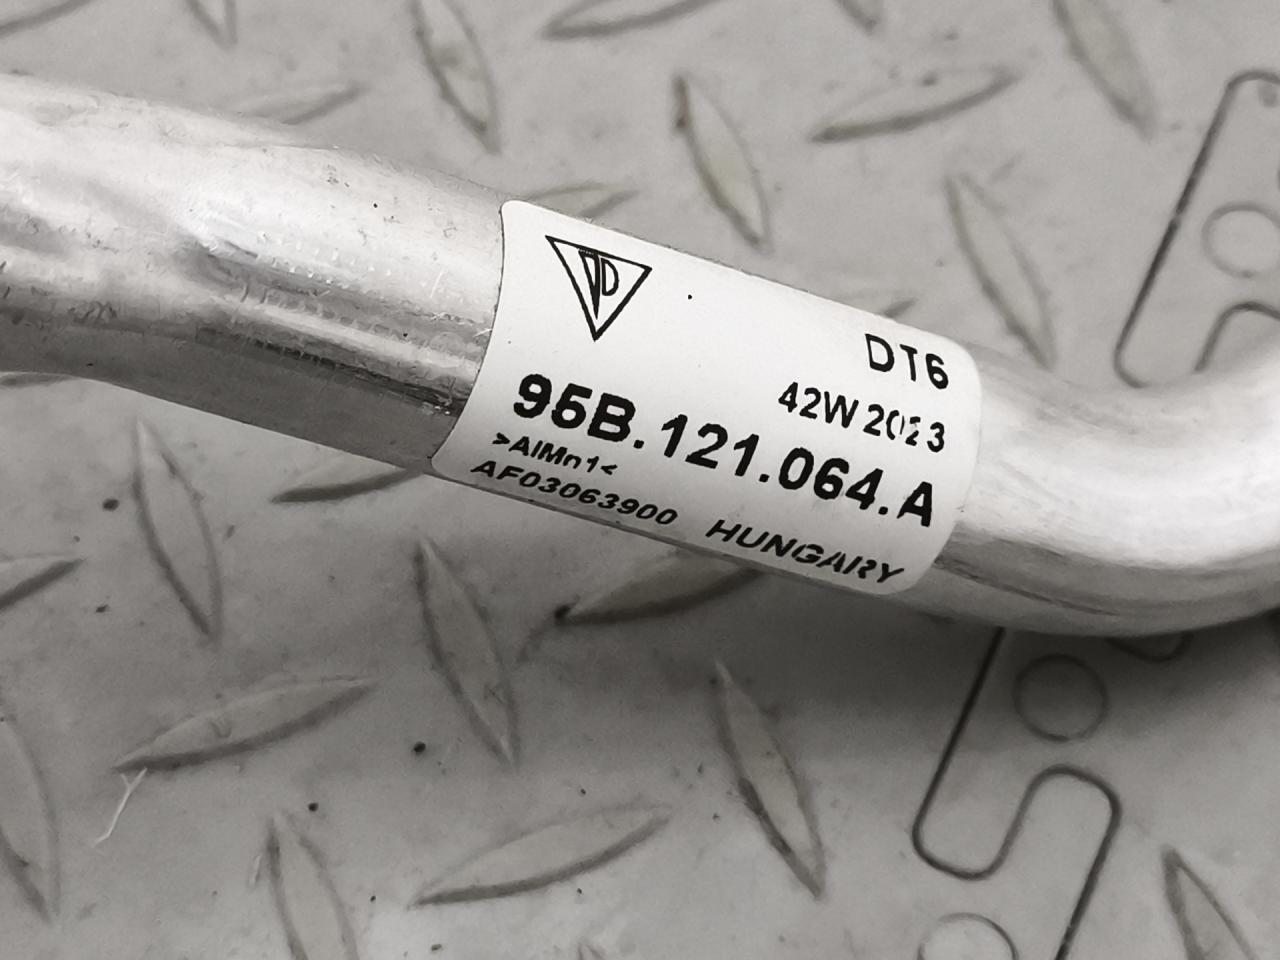 DT6
42W 2023
95B.121.064.A
>AlMn1<
AF03063900 HUNGARY